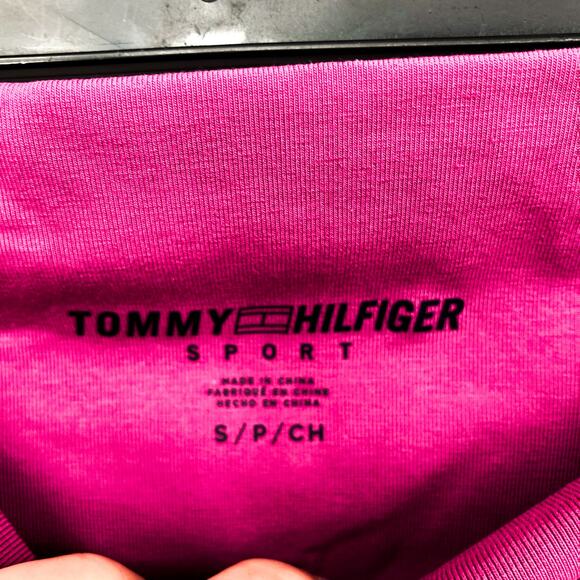 TOMMY HILFIGER
SPORT
MADE IN CHINA
FABRIQUÉ EN CHINE
HECHO EN CHINA
S/P/CH